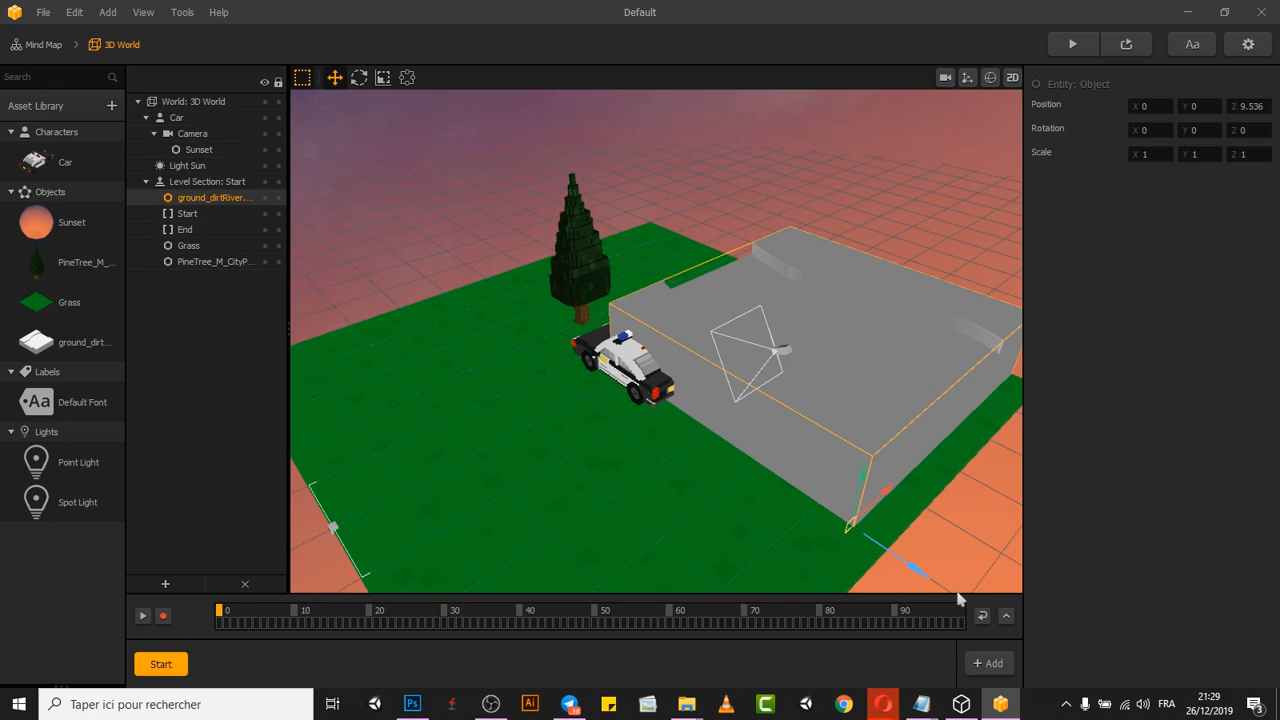 File Edit Add View Tools Help
Default
Mind Map 3D World
Aa
Search
Asset Library +
Characters
Car
Objects
Sunset
PineTree_M_...
Grass
ground_dirt...
Labels
Aa Default Font
Lights
Point Light
Spot Light
World: 3D World
Car
Camera
Sunset
Light Sun
Level Section: Start
ground_dirtRiver....
Start
End
Grass
PineTree_M_CityP...
2D
Entity: Object
Position X 0 Y 0 Z 9.536
Rotation X 0 Y 0 Z 0
Scale X 1 Y 1 Z 1
0 10 20 30 40 50 60 70 80 90
Start
+ Add
Taper ici pour rechercher
Ps
Ai
FRA
21:29
26/12/2019
3